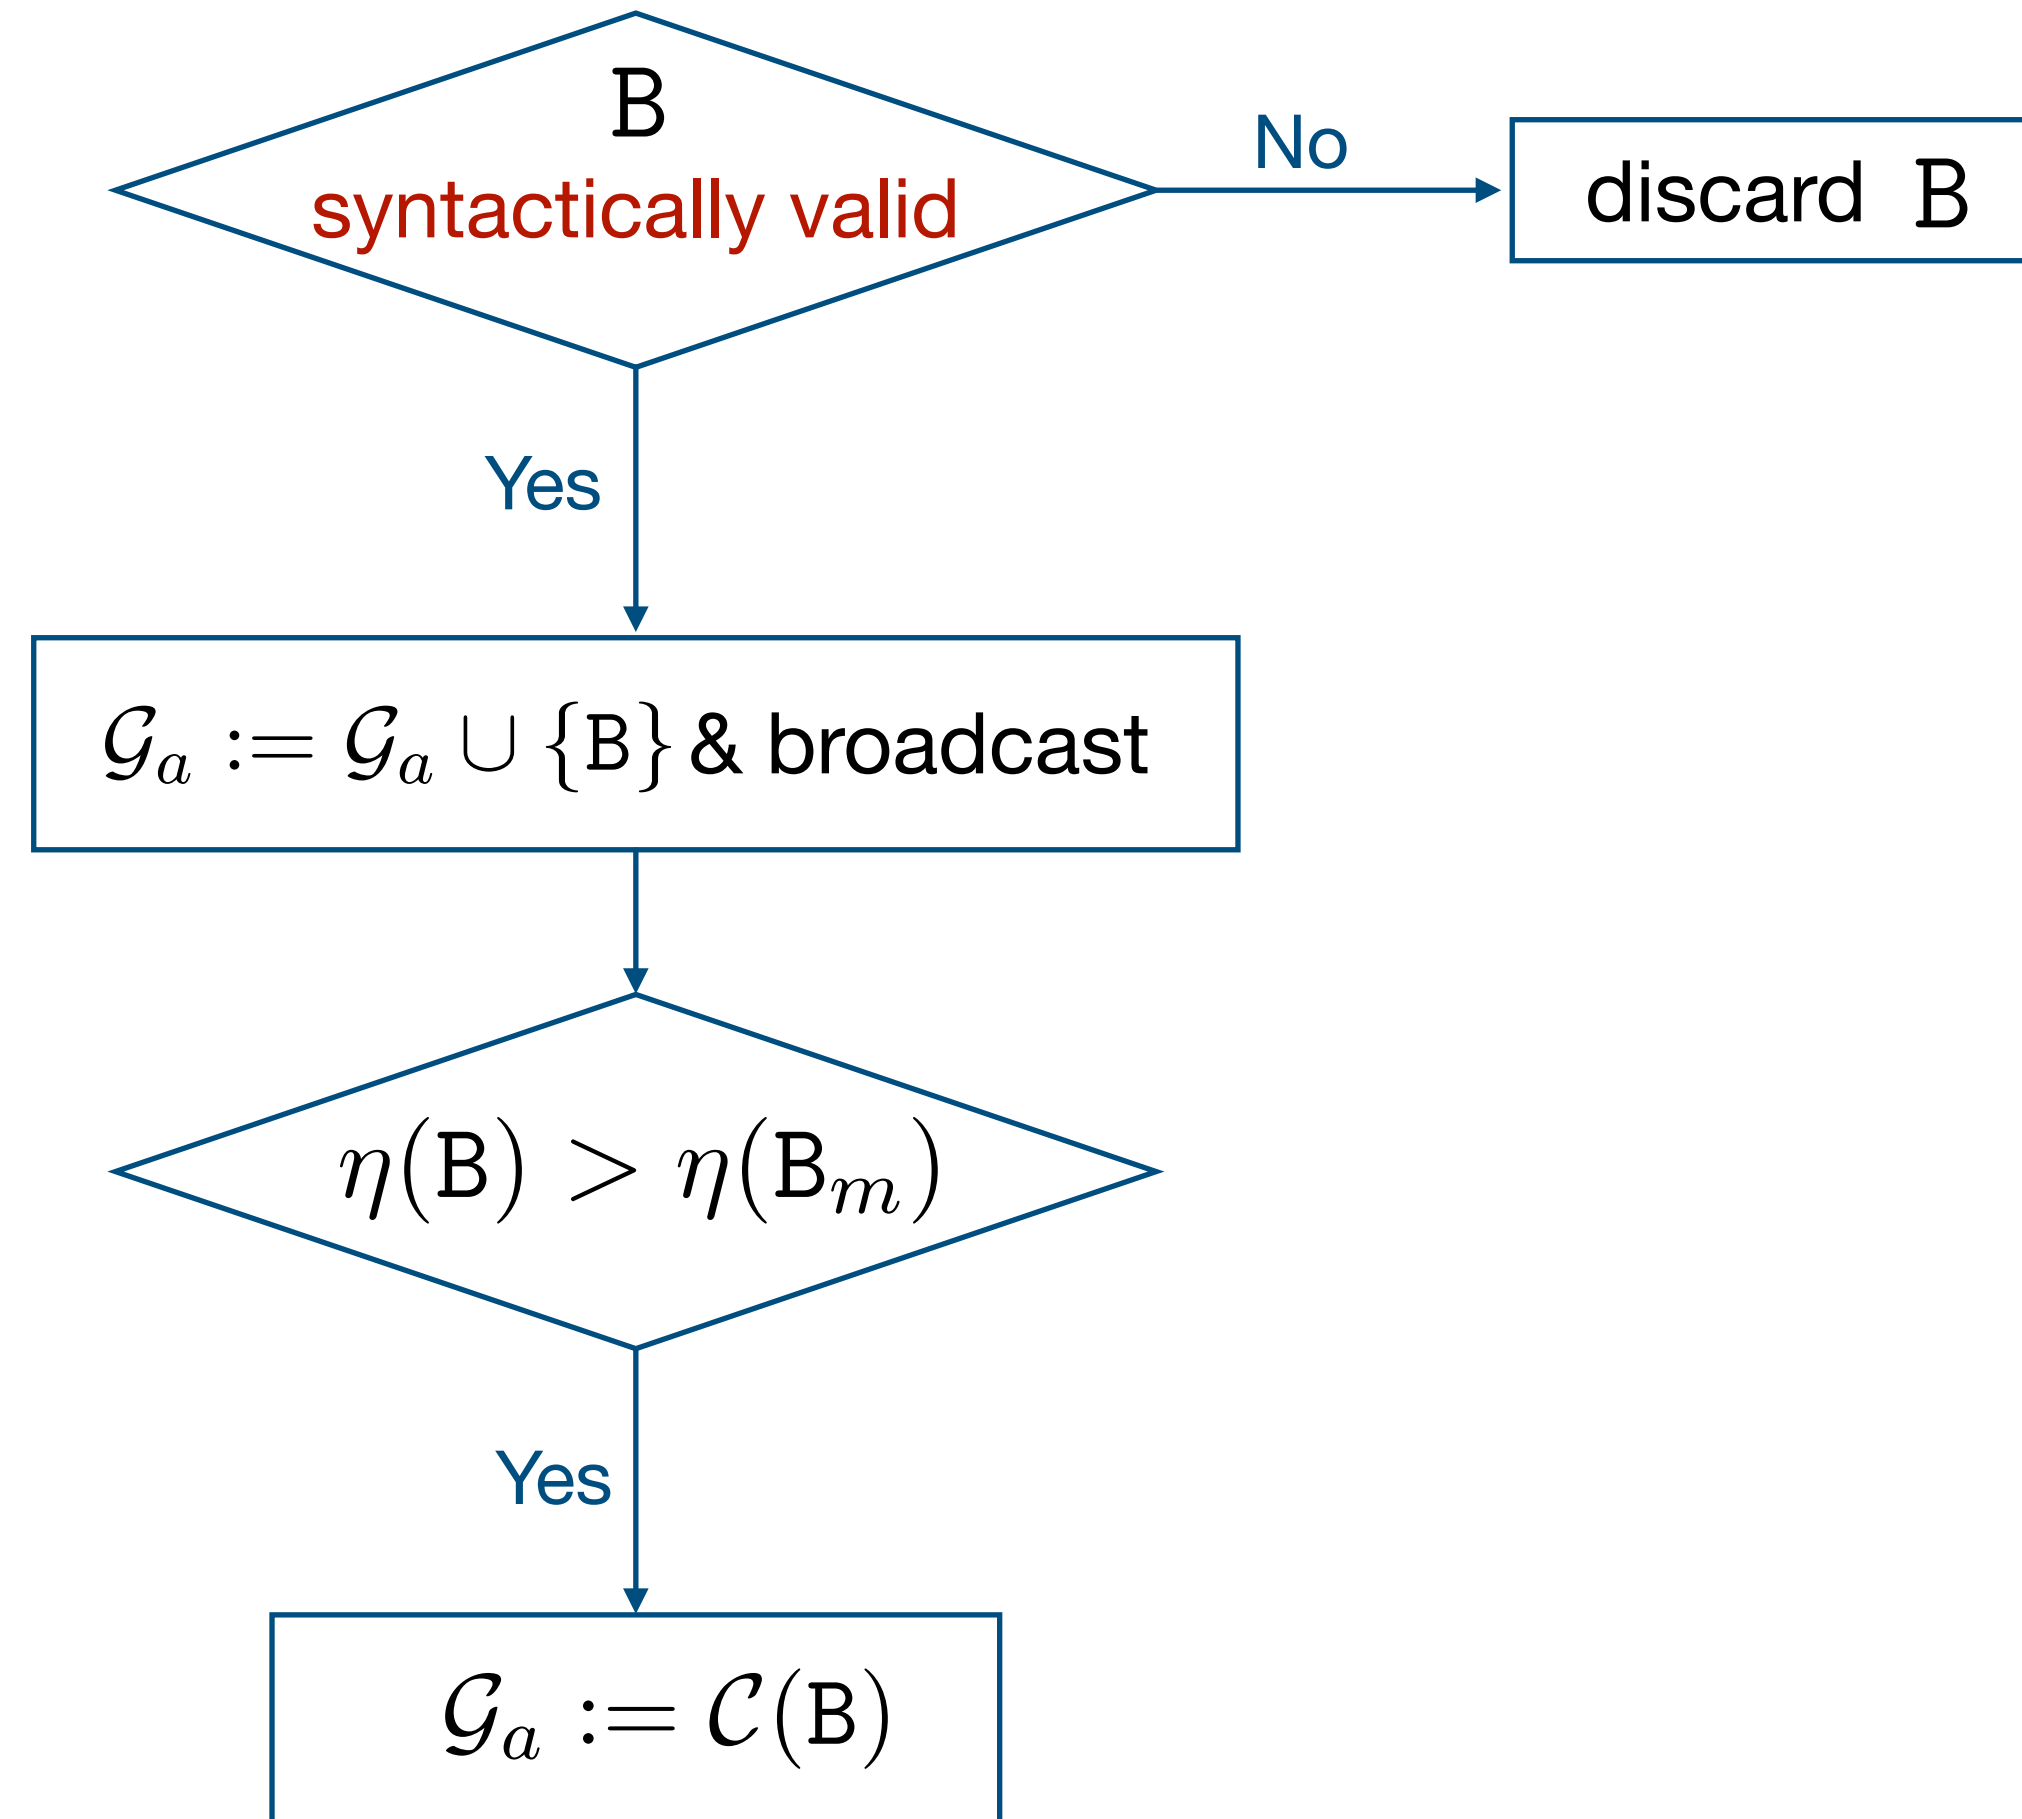 B
syntactically valid
No
discard B
Yes
𝒢ₐ := 𝒢ₐ ∪ {B} & broadcast
η(B) > η(Bₘ)
Yes
𝒢ₐ := 𝒞(B)